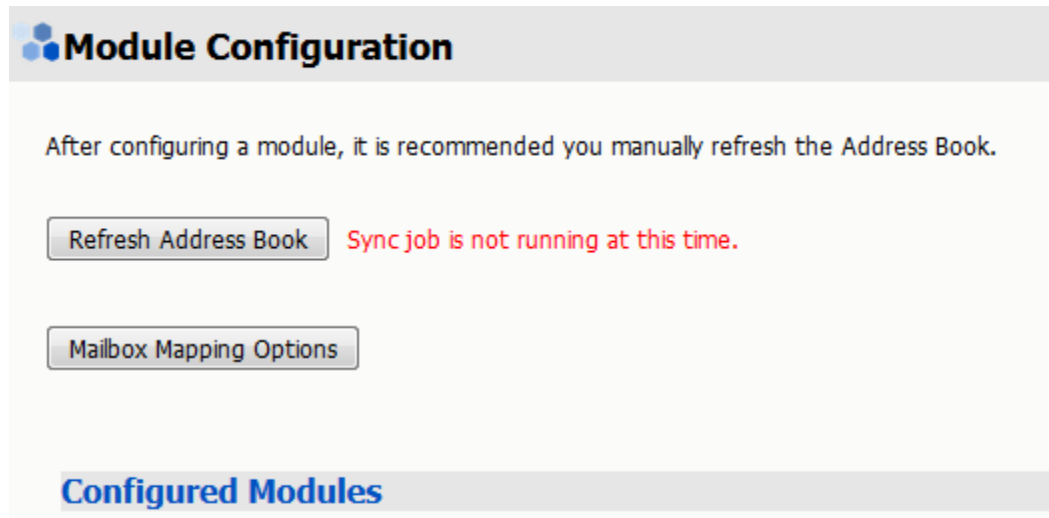 Module Configuration
After configuring a module, it is recommended you manually refresh the Address Book.
Refresh Address Book Sync job is not running at this time.
Mailbox Mapping Options
Configured Modules